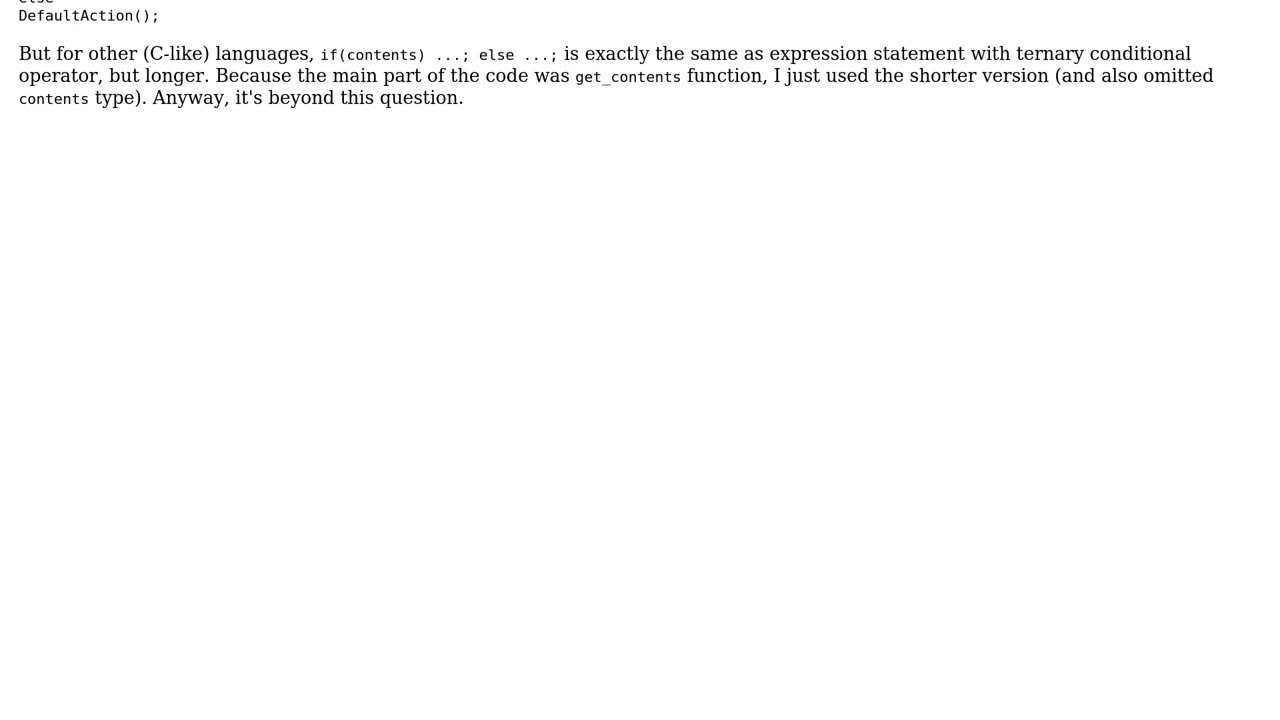 else
DefaultAction();
But for other (C-like) languages, if(contents) ...; else ...; is exactly the same as expression statement with ternary conditional
operator, but longer. Because the main part of the code was get_contents function, I just used the shorter version (and also omitted
contents type). Anyway, it's beyond this question.